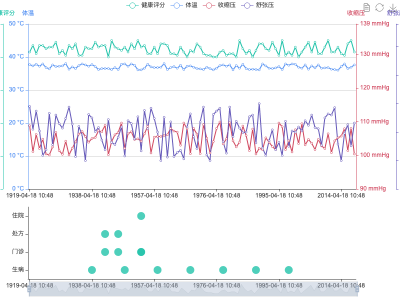 健康评分 体温 收缩压 舒张压
康评分 体温 收缩压 舒张
50 °C 139 mmHg
40 °C 130 mmHg
30 °C 120 mmHg
20 °C 110 mmHg
10 °C 100 mmHg
0 °C 90 mmHg
1919-04-18 10:48 1938-04-18 10:48 1957-04-18 10:48 1976-04-18 10:48 1995-04-18 10:48 2014-04-18 10:48
住院
处方
门诊
生病
1919-04-18 10:48 1938-04-18 10:48 1957-04-18 10:48 1976-04-18 10:48 1995-04-18 10:48 2014-04-18 10:48